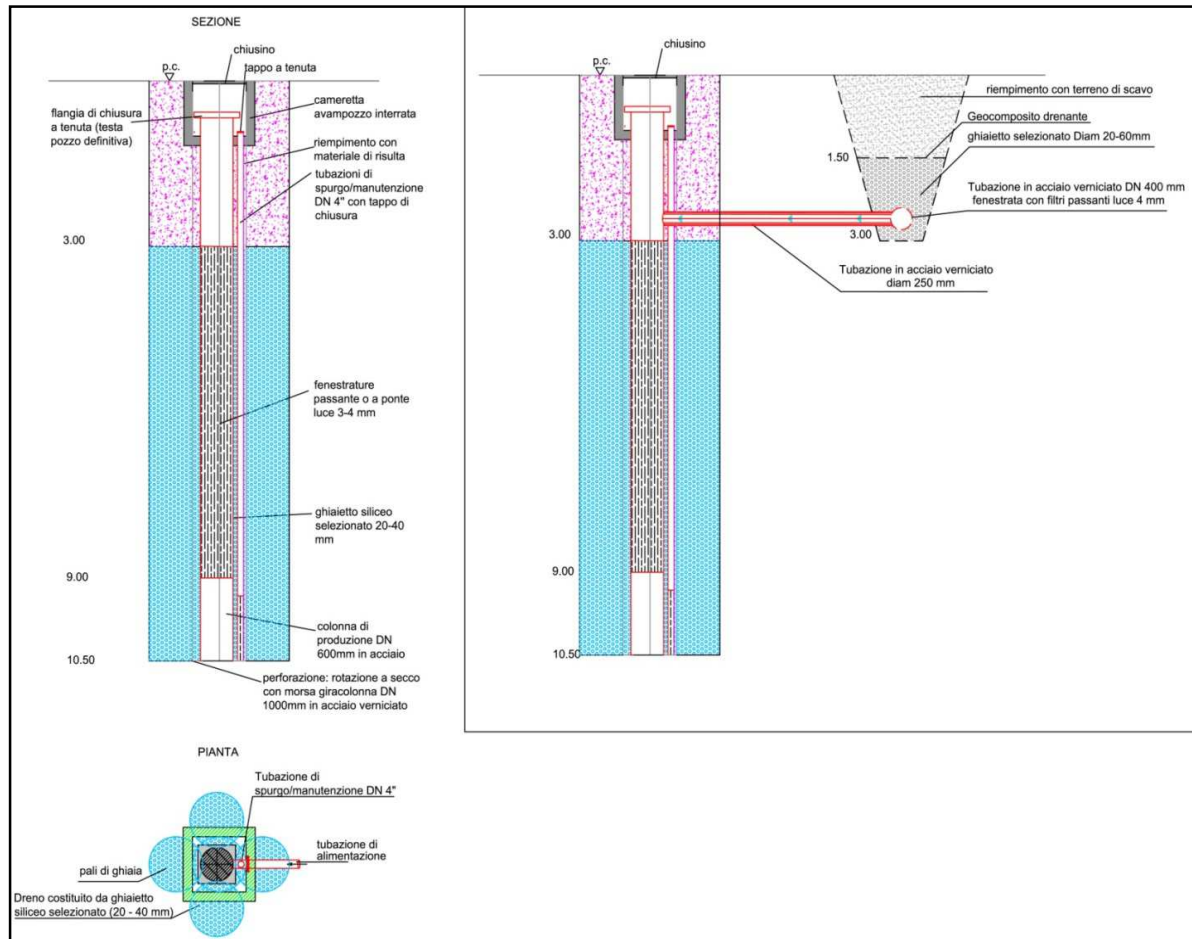 SEZIONE
chiusino
p.c.
tappo a tenuta
flangia di chiusura
a tenuta (testa
pozzo definitiva)
cameretta
avampozzo interrata
riempimento con
materiale di risulta
tubazioni di
spurgo/manutenzione
DN 4" con tappo di
chiusura
3.00
fenestrature
passante o a ponte
luce 3-4 mm
ghiaietto siliceo
selezionato 20-40
mm
9.00
colonna di
produzione DN
600mm in acciaio
10.50
perforazione: rotazione a secco
con morsa giracolonna DN
1000mm in acciaio verniciato
chiusino
p.c.
riempimento con terreno di scavo
Geocomposito drenante
ghiaietto selezionato Diam 20-60mm
1.50
Tubazione in acciaio verniciato DN 400 mm
fenestrata con filtri passanti luce 4 mm
3.00
3.00
Tubazione in acciaio verniciato
diam 250 mm
9.00
10.50
PIANTA
Tubazione di
spurgo/manutenzione DN 4"
tubazione di
alimentazione
pali di ghiaia
Dreno costituito da ghiaietto
siliceo selezionato (20 - 40 mm)